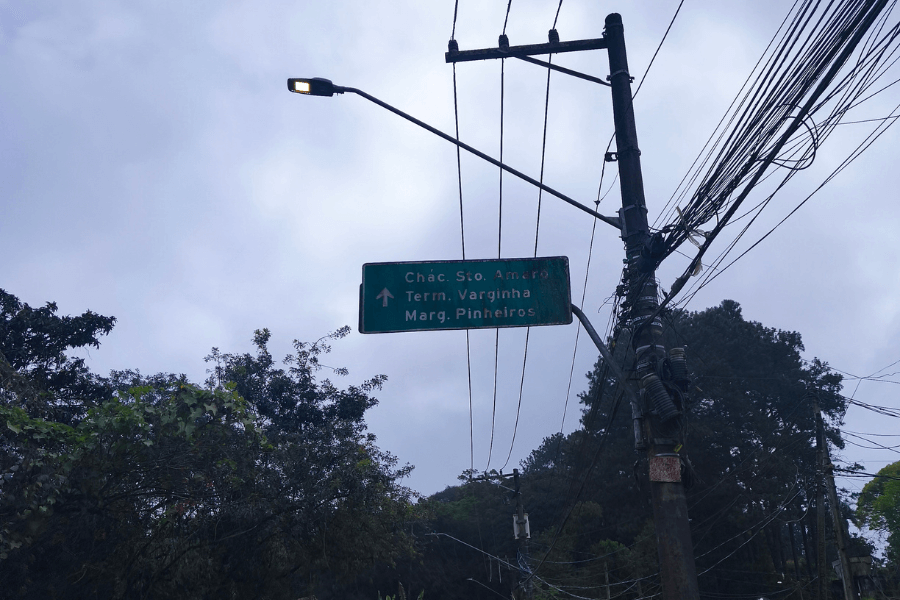 Chác. Sto. Amaro
Term. Varginha
Marg. Pinheiros